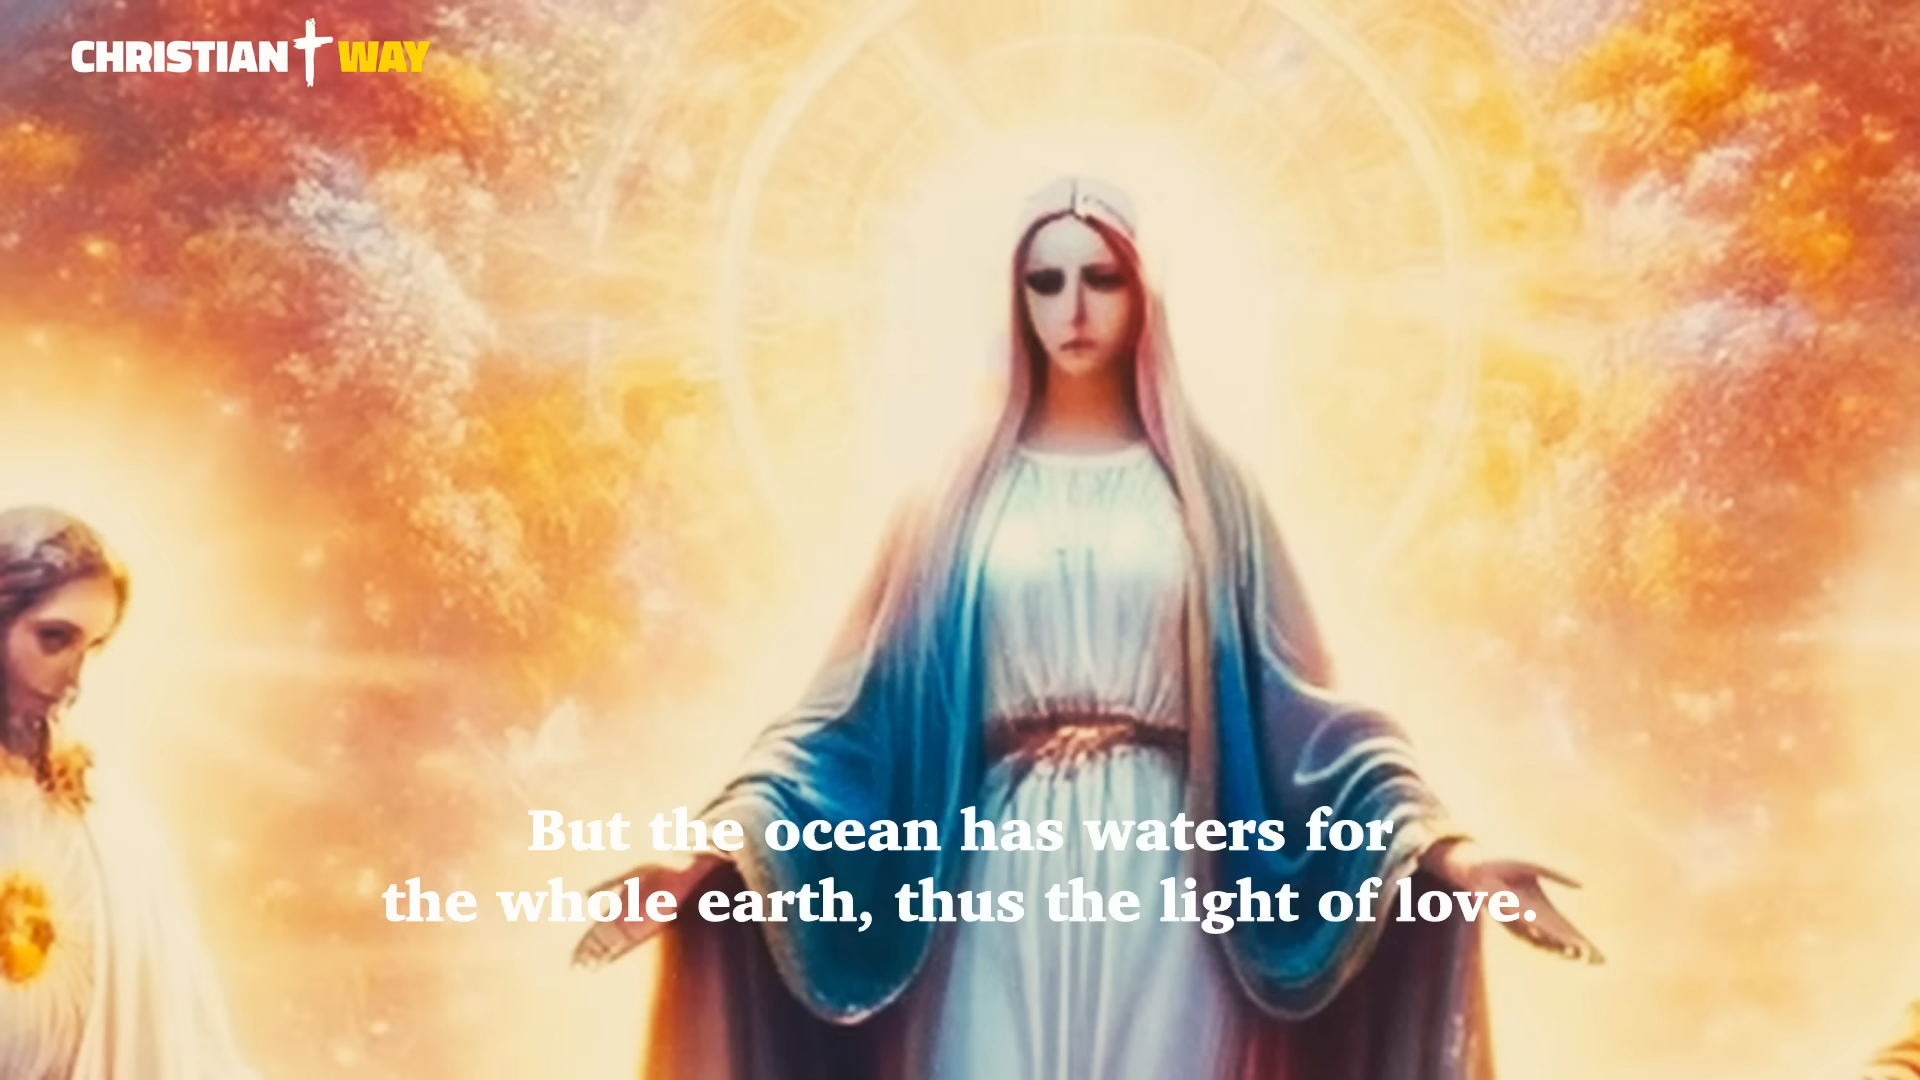 CHRISTIAN WAY
But the ocean has waters for
the whole earth, thus the light of love.